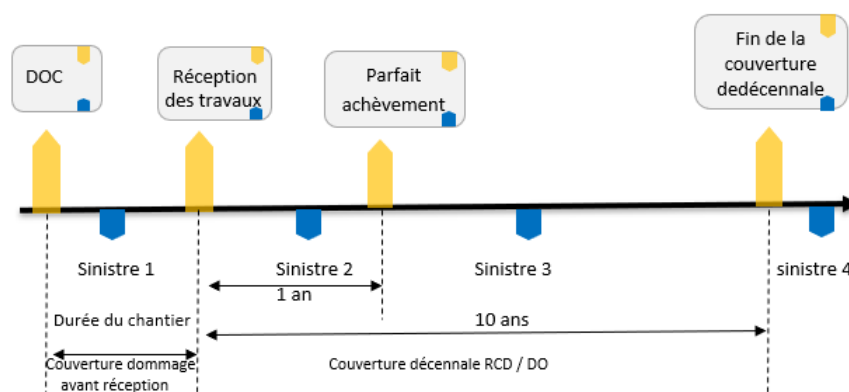 DOC
Réception
des travaux
Parfait
achèvement
Fin de la
couverture
dedécennale
Sinistre 1
Sinistre 2
Sinistre 3
sinistre 4
1 an
Durée du chantier
10 ans
Couverture dommage
avant réception
Couverture décennale RCD / DO